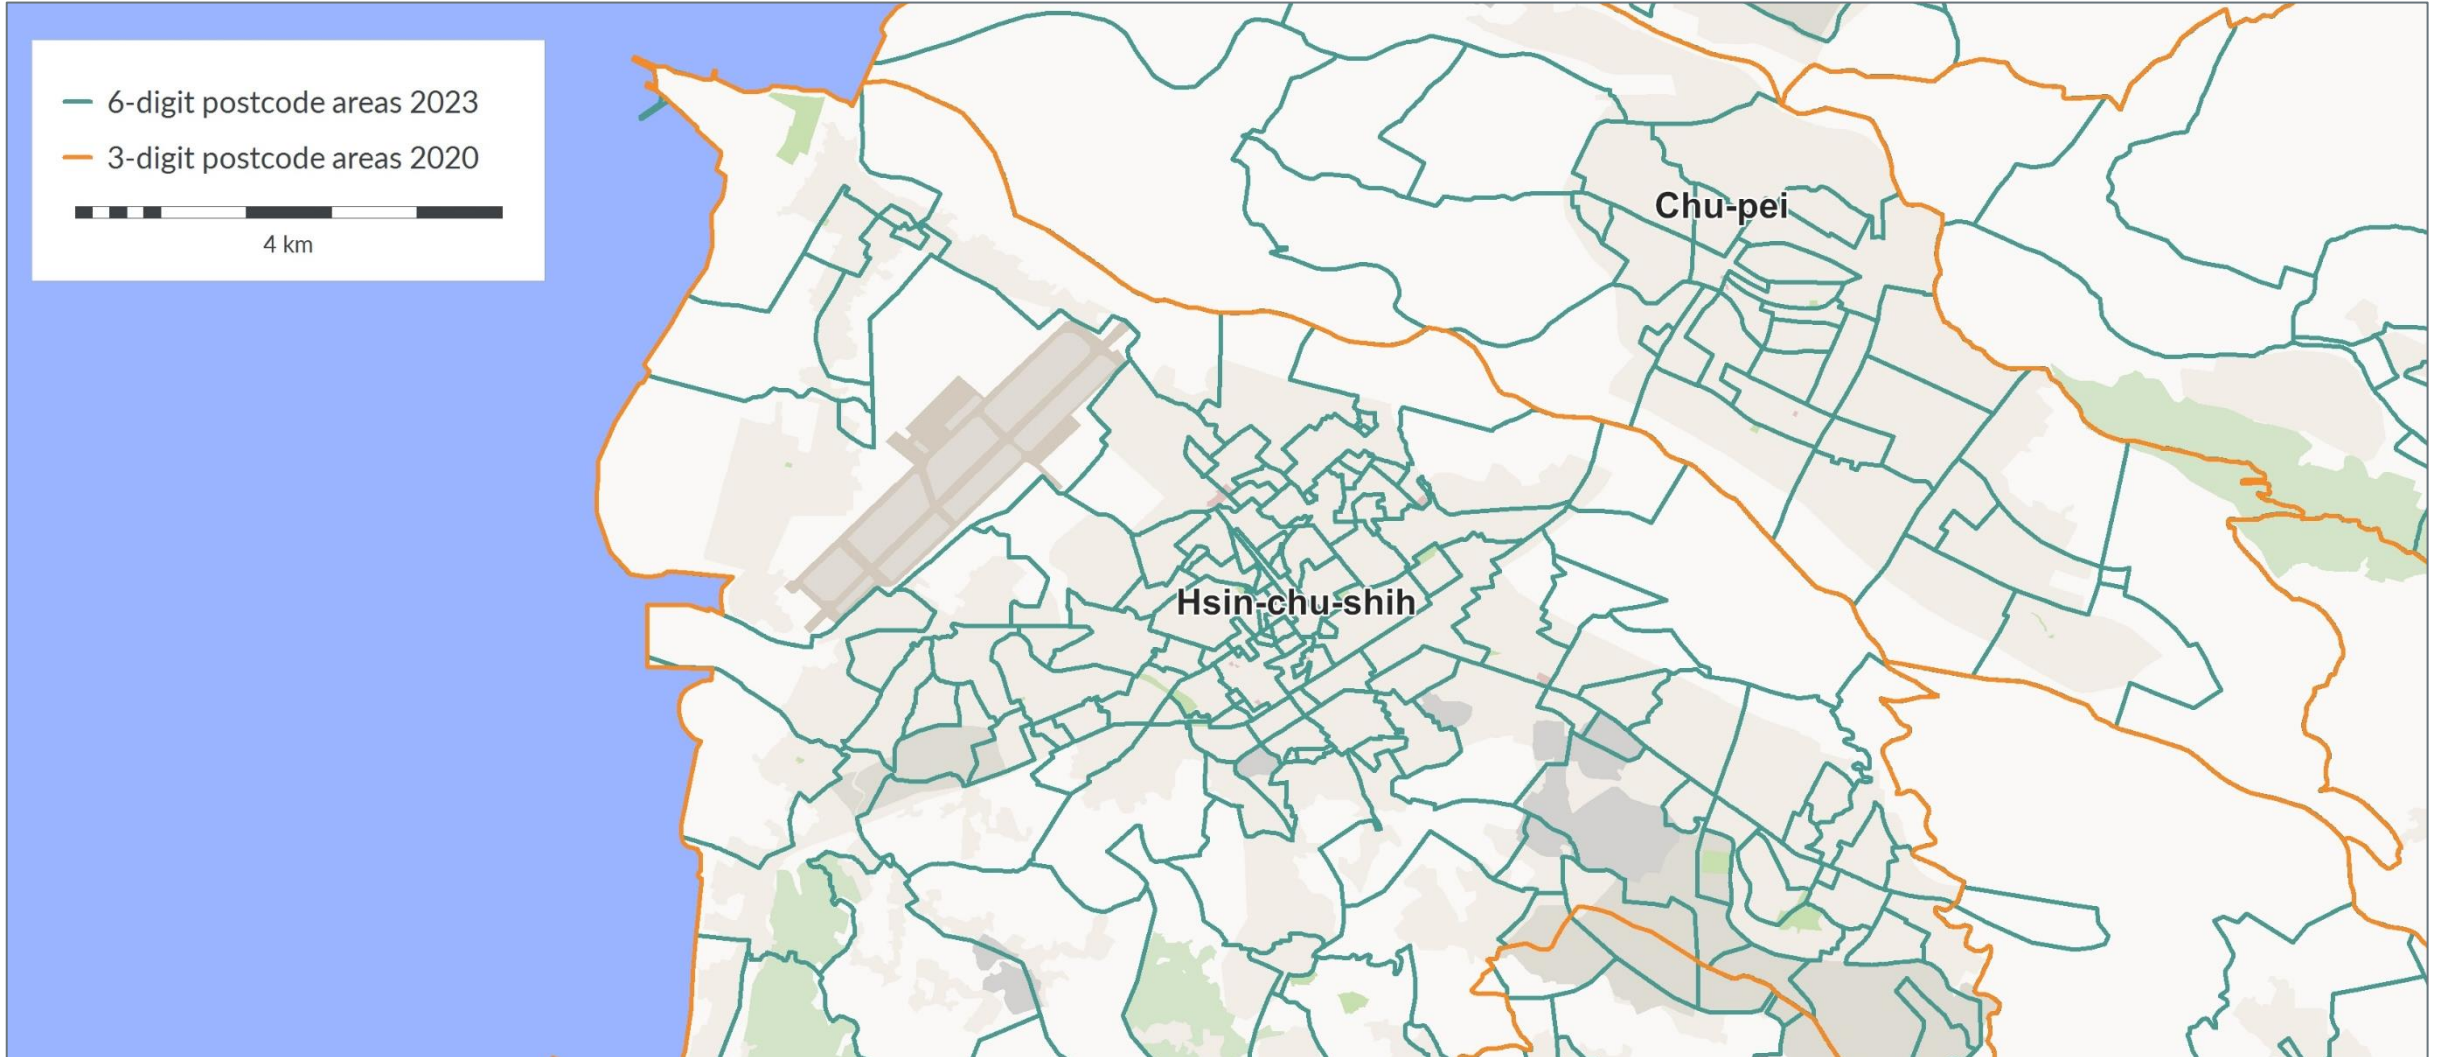 6-digit postcode areas 2023
3-digit postcode areas 2020
4 km
Chu-pei
Hsin-chu-shih